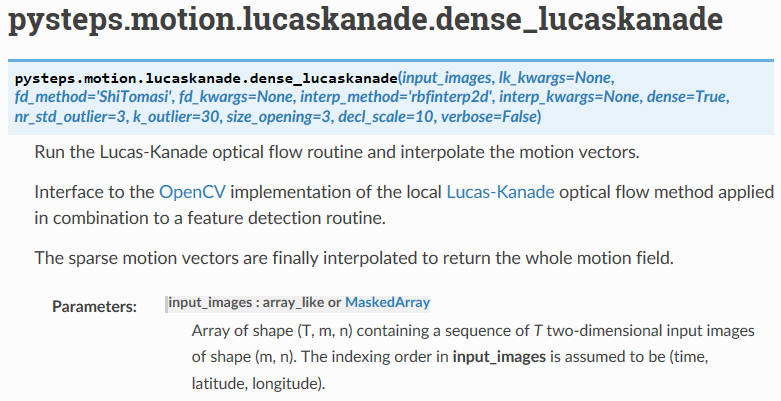 pysteps.motion.lucaskanade.dense_lucaskanade
pysteps.motion.lucaskanade.dense_lucaskanade(input_images, lk_kwargs=None,
fd_method='ShiTomasi', fd_kwargs=None, interp_method='rbfinterp2d', interp_kwargs=None, dense=True,
nr_std_outlier=3, k_outlier=30, size_opening=3, decl_scale=10, verbose=False)
Run the Lucas-Kanade optical flow routine and interpolate the motion vectors.
Interface to the OpenCV implementation of the local Lucas-Kanade optical flow method applied
in combination to a feature detection routine.
The sparse motion vectors are finally interpolated to return the whole motion field.
Parameters: input_images : array_like or MaskedArray
Array of shape (T, m, n) containing a sequence of T two-dimensional input images
of shape (m, n). The indexing order in input_images is assumed to be (time,
latitude, longitude).